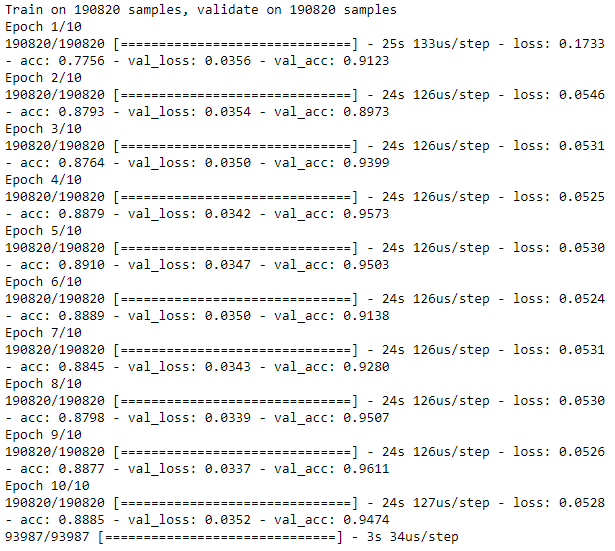 Train on 190820 samples, validate on 190820 samples
Epoch 1/10
190820/190820 [==============================] - 25s 133us/step - loss: 0.1733
- acc: 0.7756 - val_loss: 0.0356 - val_acc: 0.9123
Epoch 2/10
190820/190820 [==============================] - 24s 126us/step - loss: 0.0546
- acc: 0.8793 - val_loss: 0.0354 - val_acc: 0.8973
Epoch 3/10
190820/190820 [==============================] - 24s 126us/step - loss: 0.0531
- acc: 0.8764 - val_loss: 0.0350 - val_acc: 0.9399
Epoch 4/10
190820/190820 [==============================] - 24s 126us/step - loss: 0.0525
- acc: 0.8879 - val_loss: 0.0342 - val_acc: 0.9573
Epoch 5/10
190820/190820 [==============================] - 24s 126us/step - loss: 0.0530
- acc: 0.8910 - val_loss: 0.0347 - val_acc: 0.9503
Epoch 6/10
190820/190820 [==============================] - 24s 126us/step - loss: 0.0524
- acc: 0.8889 - val_loss: 0.0350 - val_acc: 0.9138
Epoch 7/10
190820/190820 [==============================] - 24s 126us/step - loss: 0.0531
- acc: 0.8845 - val_loss: 0.0343 - val_acc: 0.9280
Epoch 8/10
190820/190820 [==============================] - 24s 126us/step - loss: 0.0530
- acc: 0.8798 - val_loss: 0.0339 - val_acc: 0.9507
Epoch 9/10
190820/190820 [==============================] - 24s 126us/step - loss: 0.0526
- acc: 0.8877 - val_loss: 0.0337 - val_acc: 0.9611
Epoch 10/10
190820/190820 [==============================] - 24s 127us/step - loss: 0.0528
- acc: 0.8885 - val_loss: 0.0352 - val_acc: 0.9474
93987/93987 [==============================] - 3s 34us/step